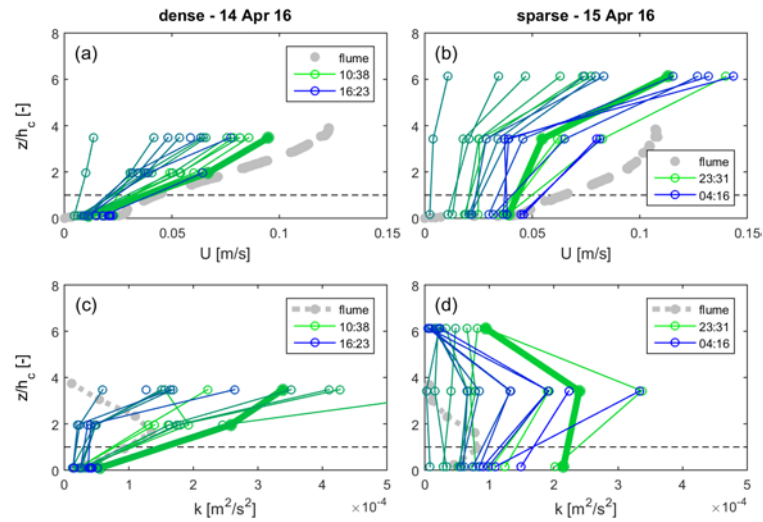 dense - 14 Apr 16
sparse - 15 Apr 16
(a)
flume
10:38
16:23
z/h_c [-]
8
6
4
2
0
0
0.05
0.1
0.15
U [m/s]
(b)
flume
23:31
04:16
z/h_c [-]
8
6
4
2
0
0
0.05
0.1
0.15
U [m/s]
(c)
flume
10:38
16:23
z/h_c [-]
8
6
4
2
0
0
1
2
3
4
5
k [m²/s²]
×10⁻⁴
(d)
flume
23:31
04:16
z/h_c [-]
8
6
4
2
0
0
1
2
3
4
5
k [m²/s²]
×10⁻⁴